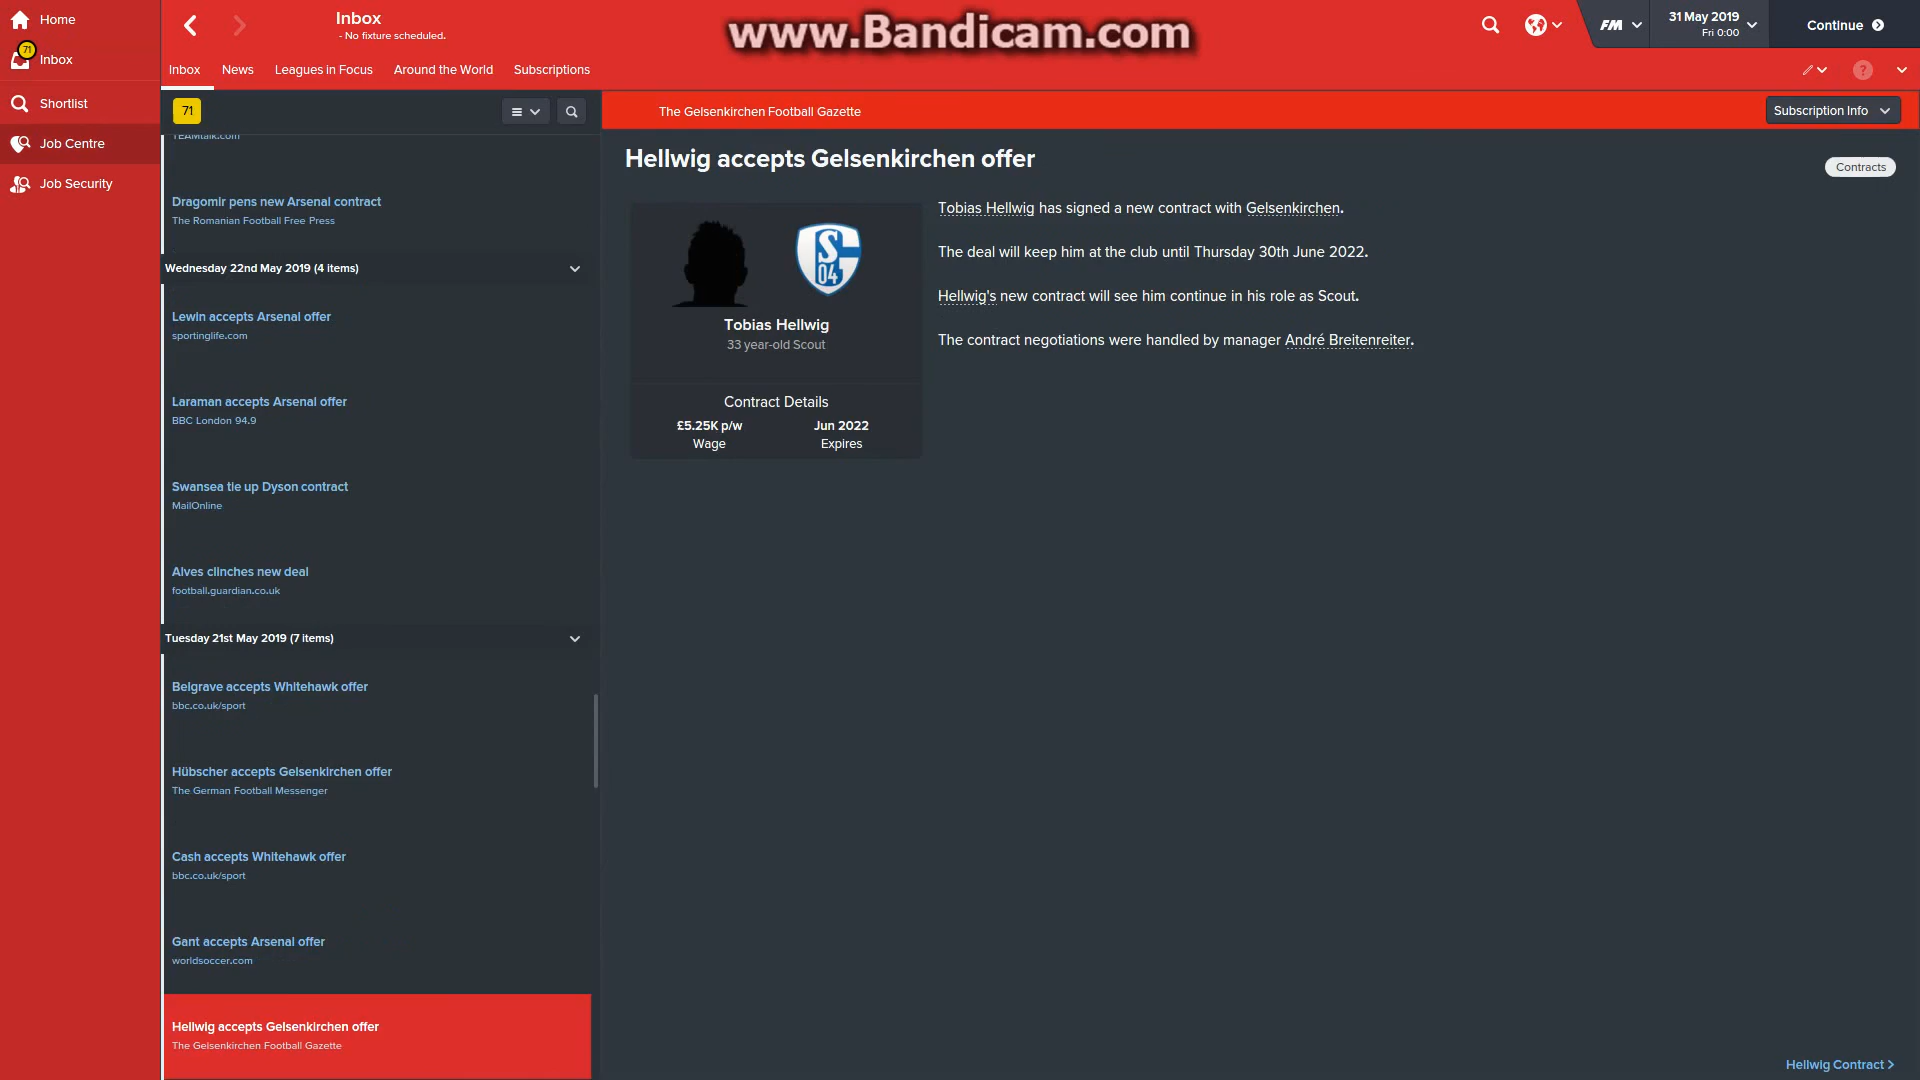 Home
71
Inbox
Shortlist
Job Centre
Job Security
Inbox
- No fixture scheduled.
www.Bandicam.com
FM
31 May 2019
Fri 0:00
Continue
Inbox
News
Leagues in Focus
Around the World
Subscriptions
?
71
TEAMtalk.com
Dragomir pens new Arsenal contract
The Romanian Football Free Press
Wednesday 22nd May 2019 (4 items)
Lewin accepts Arsenal offer
sportinglife.com
Laraman accepts Arsenal offer
BBC London 94.9
Swansea tie up Dyson contract
MailOnline
Alves clinches new deal
football.guardian.co.uk
Tuesday 21st May 2019 (7 items)
Belgrave accepts Whitehawk offer
bbc.co.uk/sport
Hübscher accepts Gelsenkirchen offer
The German Football Messenger
Cash accepts Whitehawk offer
bbc.co.uk/sport
Gant accepts Arsenal offer
worldsoccer.com
Hellwig accepts Gelsenkirchen offer
The Gelsenkirchen Football Gazette
The Gelsenkirchen Football Gazette
Subscription Info
Hellwig accepts Gelsenkirchen offer
Contracts
S
04
Tobias Hellwig
33 year-old Scout
Contract Details
£5.25K p/w
Jun 2022
Wage
Expires
Tobias Hellwig has signed a new contract with Gelsenkirchen.
The deal will keep him at the club until Thursday 30th June 2022.
Hellwig's new contract will see him continue in his role as Scout.
The contract negotiations were handled by manager André Breitenreiter.
Hellwig Contract >